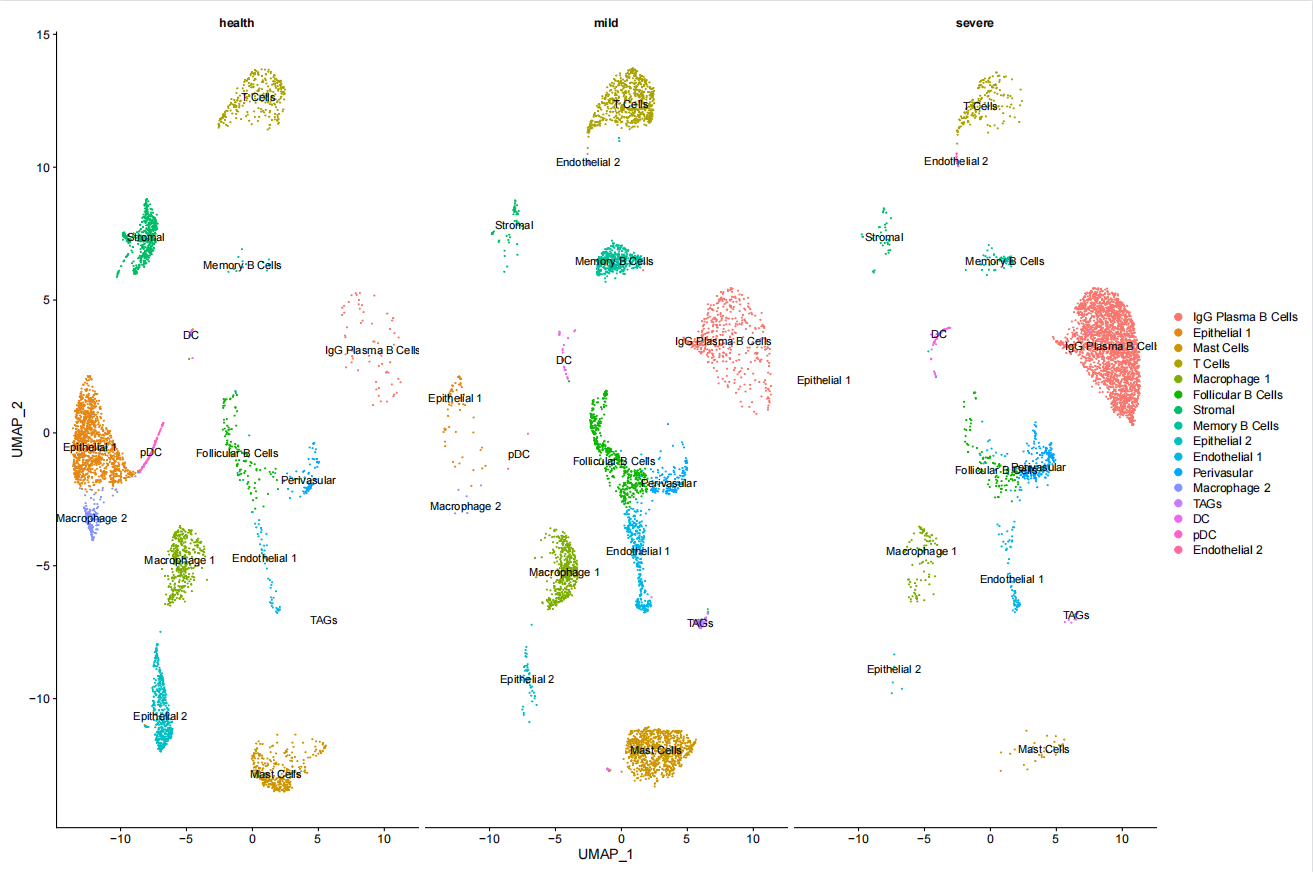 health
mild
severe
15
10
5
0
−5
−10
UMAP_2
T Cells
Stromal
Memory B Cells
DC
IgG Plasma B Cells
Epithelial 1
pDC
Follicular B Cells
Perivasular
Macrophage 2
Macrophage 1
Endothelial 1
TAGs
Epithelial 2
Mast Cells
T Cells
Endothelial 2
Stromal
Memory B Cells
IgG Plasma B Cells
DC
Epithelial 1
pDC
Follicular B Cells
Perivasular
Macrophage 2
Endothelial 1
Macrophage 1
TAGs
Epithelial 2
Mast Cells
T Cells
Endothelial 2
Stromal
Memory B Cells
DC
IgG Plasma B Cell
Epithelial 1
Follicular B Cells
Perivasular
Macrophage 1
Endothelial 1
TAGs
Epithelial 2
Mast Cells
−10 −5 0 5 10
−10 −5 0 5 10
−10 −5 0 5 10
UMAP_1
IgG Plasma B Cells
Epithelial 1
Mast Cells
T Cells
Macrophage 1
Follicular B Cells
Stromal
Memory B Cells
Epithelial 2
Endothelial 1
Perivasular
Macrophage 2
TAGs
DC
pDC
Endothelial 2